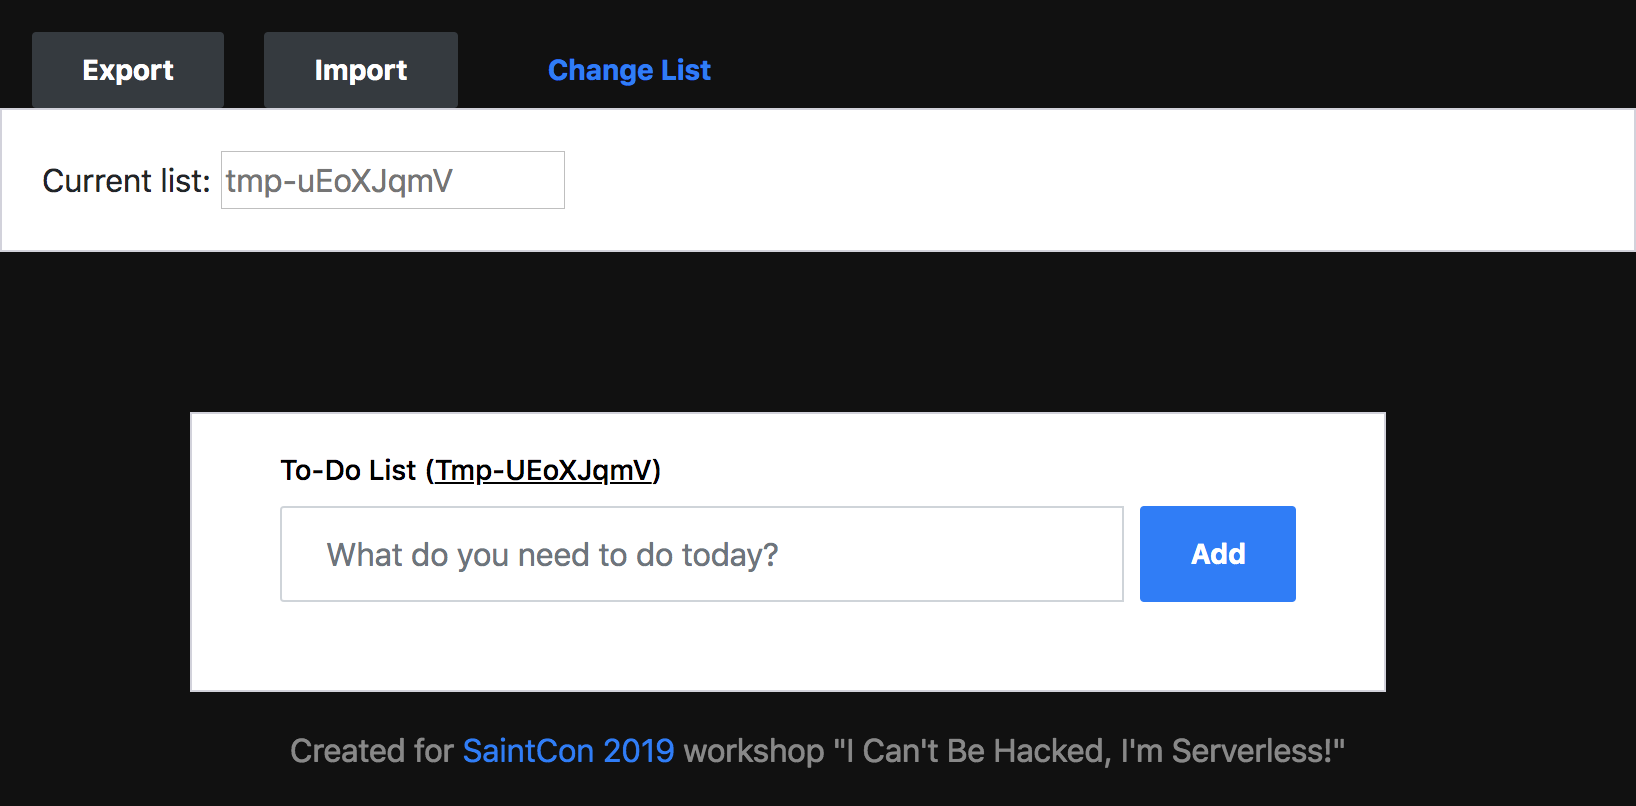 Export Import Change List
Current list: tmp-uEoXJqmV
To-Do List (Tmp-UEoXJqmV)
What do you need to do today? Add
Created for SaintCon 2019 workshop "I Can't Be Hacked, I'm Serverless!"